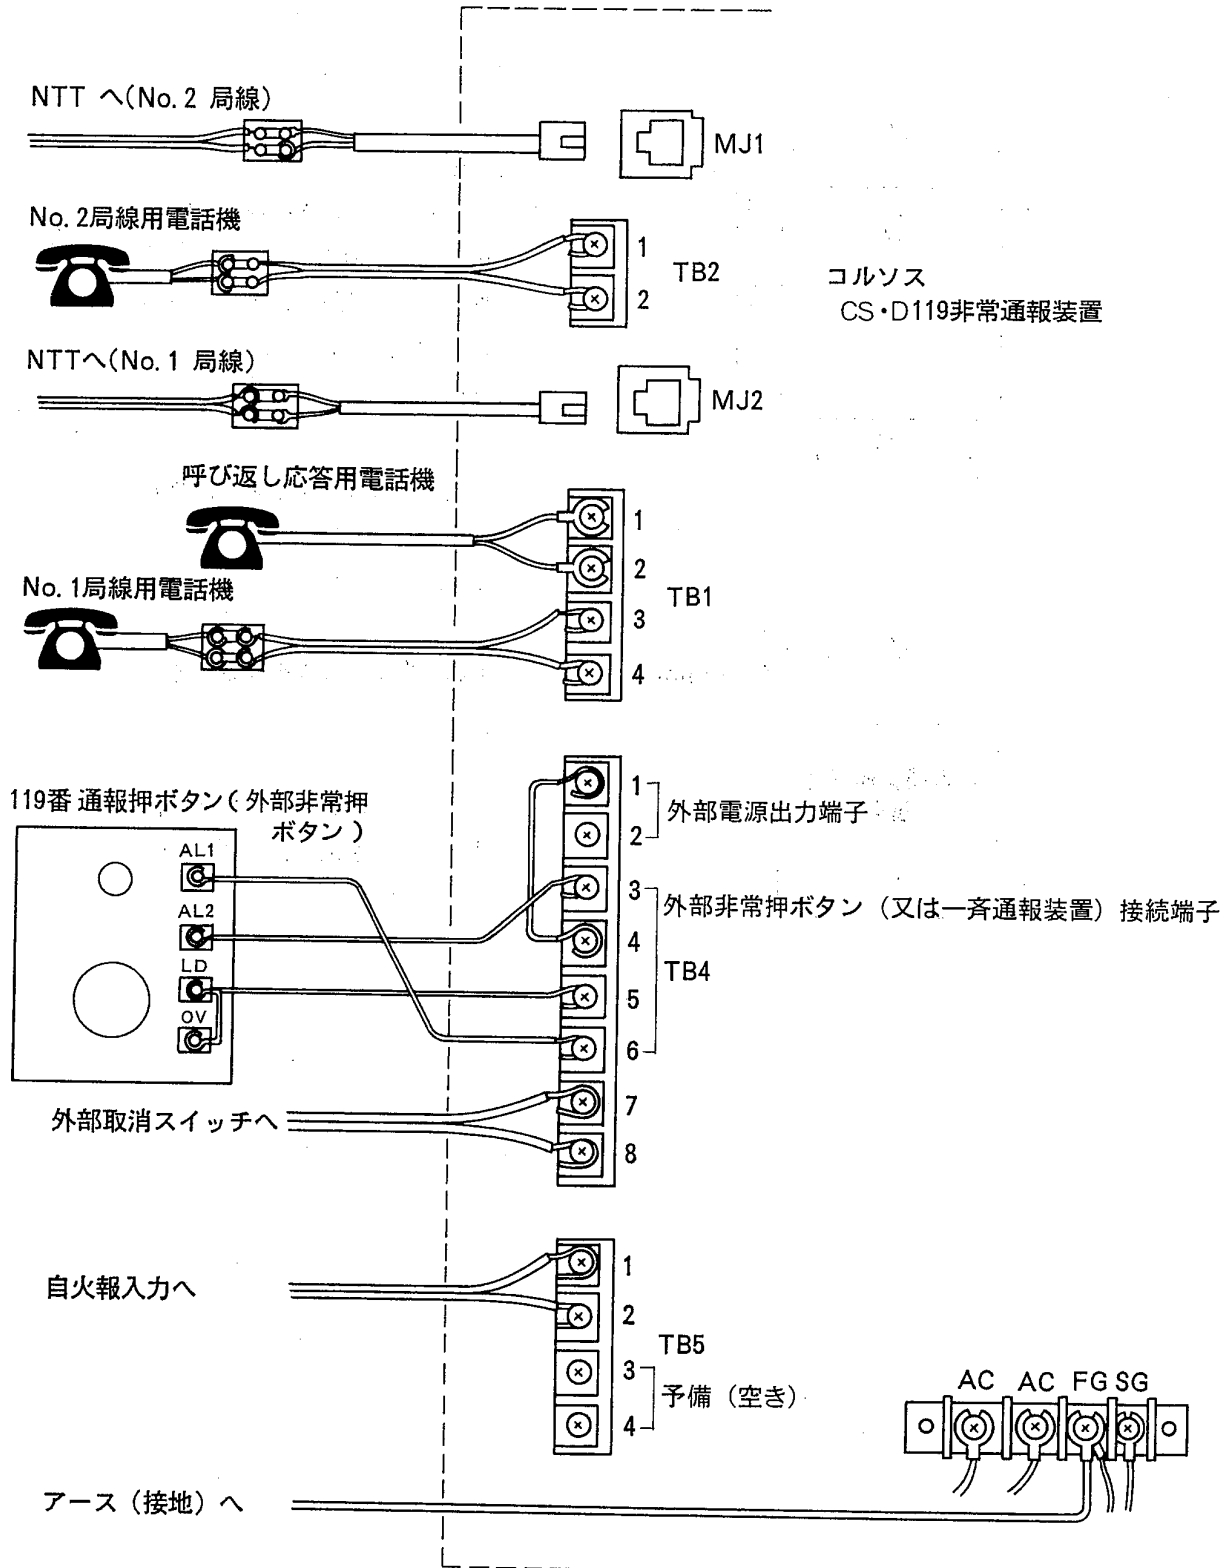 NTT へ(No.2 局線)
MJ1
No.2局線用電話機
1
2
TB2
コルソス
CS・D119非常通報装置
NTTへ(No.1 局線)
MJ2
呼び返し応答用電話機
1
2
No.1局線用電話機
3
4
TB1
119番通報押ボタン(外部非常押
ボタン)
AL1
AL2
LD
OV
1
2
外部電源出力端子
3
4
5
6
外部非常押ボタン(又は一斉通報装置)接続端子
TB4
7
8
外部取消スイッチへ
自火報入力へ
1
2
3
4
TB5
予備(空き)
AC AC FG SG
アース(接地)へ